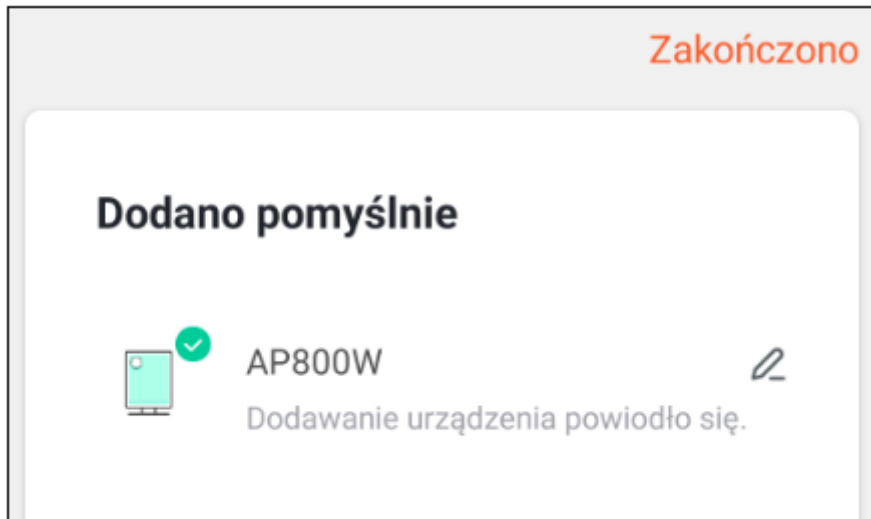 Zakończono
Dodano pomyślnie
AP800W
Dodawanie urządzenia powiodło się.